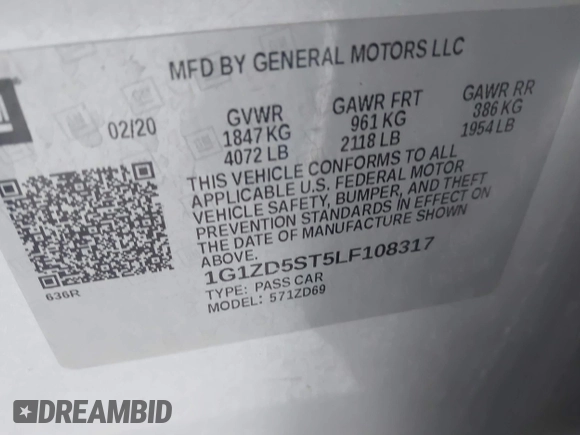 MFD BY GENERAL MOTORS LLC
02/20
GVWR
1847 KG
4072 LB
GAWR FRT
961 KG
2118 LB
GAWR RR
386 KG
1954 LB
THIS VEHICLE CONFORMS TO ALL
APPLICABLE U.S. FEDERAL MOTOR
VEHICLE SAFETY, BUMPER, AND THEFT
PREVENTION STANDARDS IN EFFECT ON
THE DATE OF MANUFACTURE SHOWN
ABOVE.
1G1ZD5ST5LF108317
TYPE: PASS CAR
MODEL: 571ZD69
636R
DREAMBID